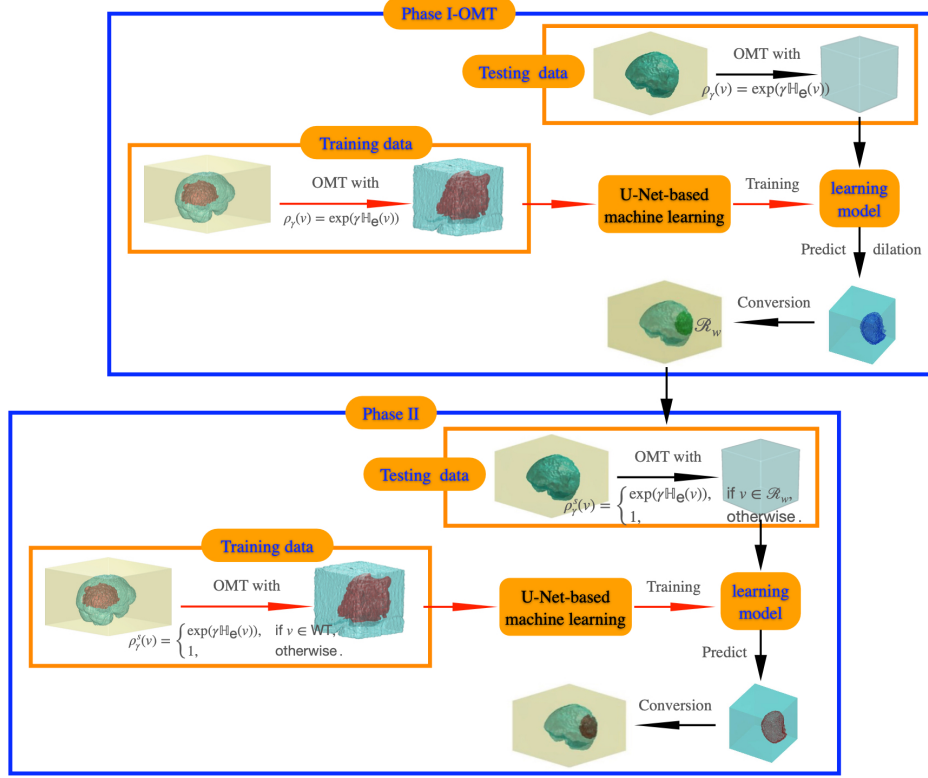 Phase I-OMT
Testing data
OMT with
ρ_γ(v) = exp(γℍ_e(v))
Training data
OMT with
ρ_γ(v) = exp(γℍ_e(v))
U-Net-based
machine learning
Training
learning
model
Predict dilation
Conversion
ℛ_w
Phase II
Testing data
OMT with
ρ_γ^s(v) = { exp(γℍ_e(v)), if v ∈ ℛ_w,
1, otherwise.
Training data
OMT with
ρ_γ^s(v) = { exp(γℍ_e(v)), if v ∈ WT,
1, otherwise.
U-Net-based
machine learning
Training
learning
model
Predict
Conversion